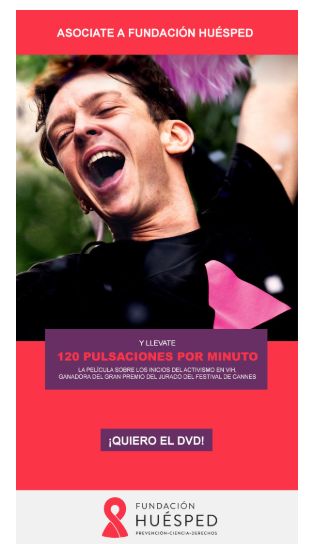 ASOCIATE A FUNDACIÓN HUÉSPED
Y LLEVATE
120 PULSACIONES POR MINUTO
LA PELÍCULA SOBRE LOS INICIOS DEL ACTIVISMO EN VIH,
GANADORA DEL GRAN PREMIO DEL JURADO DEL FESTIVAL DE CANNES
¡QUIERO EL DVD!
FUNDACIÓN
HUÉSPED
PREVENCIÓN•CIENCIA•DERECHOS